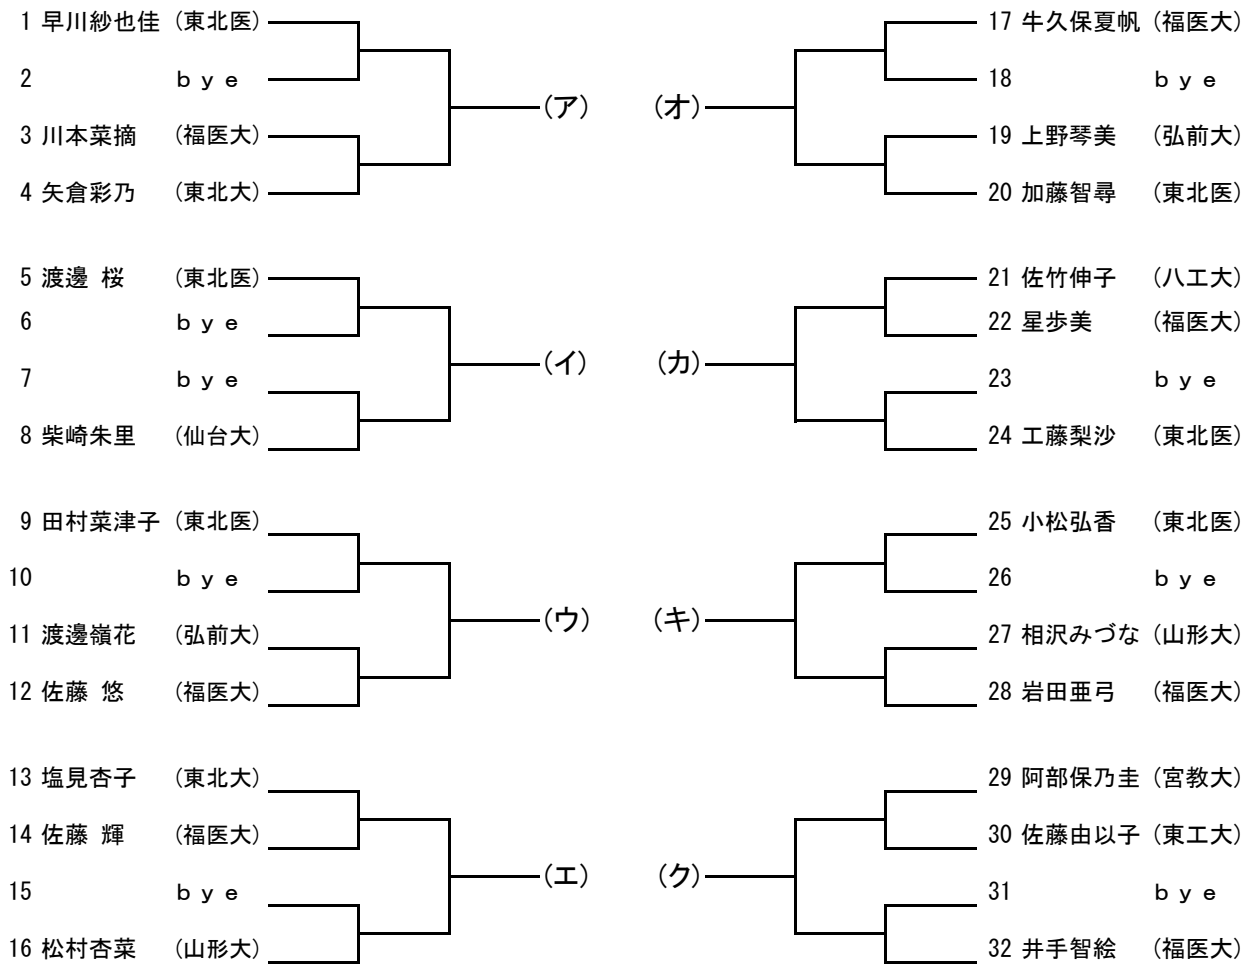 1 早川紗也佳 (東北医)
2 ｂｙｅ
(ア)
3 川本菜摘 (福医大)
4 矢倉彩乃 (東北大)
5 渡邊 桜 (東北医)
6 ｂｙｅ
(イ)
7 ｂｙｅ
8 柴崎朱里 (仙台大)
9 田村菜津子 (東北医)
10 ｂｙｅ
(ウ)
11 渡邊嶺花 (弘前大)
12 佐藤 悠 (福医大)
13 塩見杏子 (東北大)
14 佐藤 輝 (福医大)
(エ)
15 ｂｙｅ
16 松村杏菜 (山形大)
17 牛久保夏帆 (福医大)
18 ｂｙｅ
(オ)
19 上野琴美 (弘前大)
20 加藤智尋 (東北医)
21 佐竹伸子 (八工大)
22 星歩美 (福医大)
(カ)
23 ｂｙｅ
24 工藤梨沙 (東北医)
25 小松弘香 (東北医)
26 ｂｙｅ
(キ)
27 相沢みづな (山形大)
28 岩田亜弓 (福医大)
29 阿部保乃圭 (宮教大)
30 佐藤由以子 (東工大)
(ク)
31 ｂｙｅ
32 井手智絵 (福医大)